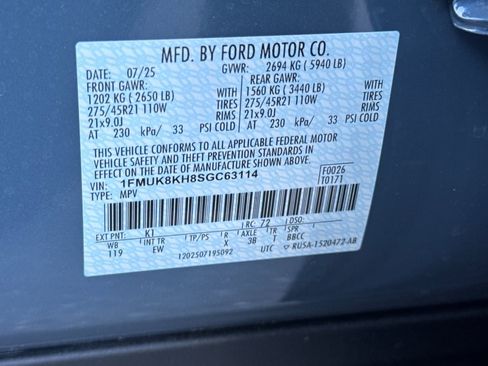 MFD. BY FORD MOTOR CO.
DATE: 07/25 GVWR: 2694 KG ( 5940 LB)
FRONT GAWR: REAR GAWR:
1202 KG ( 2650 LB) WITH 1560 KG ( 3440 LB) WITH
275/45R21 110W TIRES 275/45R21 110W TIRES
21x9.0J RIMS 21x9.0J RIMS
AT 230 kPa/ 33 PSI COLD AT 230 kPa/ 33 PSI COLD
THIS VEHICLE CONFORMS TO ALL APPLICABLE FEDERAL MOTOR
VEHICLE SAFETY AND THEFT PREVENTION STANDARDS IN
EFFECT ON THE DATE OF MANUFACTURE SHOWN ABOVE.
VIN: 1FMUK8KH8SGC63114 F0026
TYPE: MPV T0171
EXT PNT: K1 RC: 72 DSO:
WB INT TR TP/PS R AXLE TR S
119 EW X 3B T BBCC
1202507195092 UTC RU5A-1520472-AB